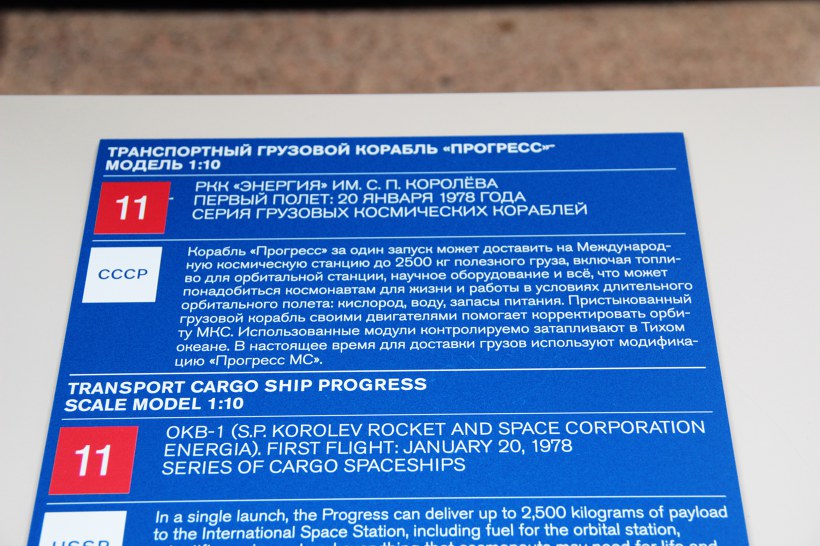 ТРАНСПОРТНЫЙ ГРУЗОВОЙ КОРАБЛЬ «ПРОГРЕСС»
МОДЕЛЬ 1:10
11
РКК «ЭНЕРГИЯ» ИМ. С. П. КОРОЛЁВА
ПЕРВЫЙ ПОЛЕТ: 20 ЯНВАРЯ 1978 ГОДА
СЕРИЯ ГРУЗОВЫХ КОСМИЧЕСКИХ КОРАБЛЕЙ
СССР
Корабль «Прогресс» за один запуск может доставить на Международ-
ную космическую станцию до 2500 кг полезного груза, включая топли-
во для орбитальной станции, научное оборудование и всё, что может
понадобиться космонавтам для жизни и работы в условиях длительного
орбитального полета: кислород, воду, запасы питания. Пристыкованный
грузовой корабль своими двигателями помогает корректировать орби-
ту МКС. Использованные модули контролируемо затапливают в Тихом
океане. В настоящее время для доставки грузов используют модифика-
цию «Прогресс МС».
TRANSPORT CARGO SHIP PROGRESS
SCALE MODEL 1:10
11
OKB-1 (S.P. KOROLEV ROCKET AND SPACE CORPORATION
ENERGIA). FIRST FLIGHT: JANUARY 20, 1978
SERIES OF CARGO SPACESHIPS
USSR
In a single launch, the Progress can deliver up to 2,500 kilograms of payload
to the International Space Station, including fuel for the orbital station,